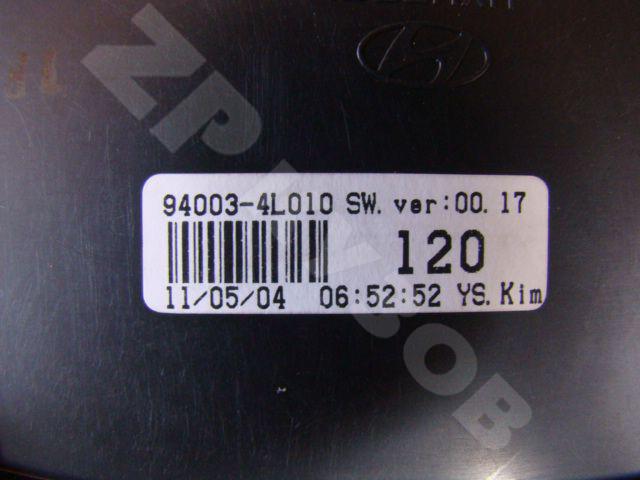 94003-4L010 SW. ver:00. 17
120
11/05/04 06:52:52 YS. Kim